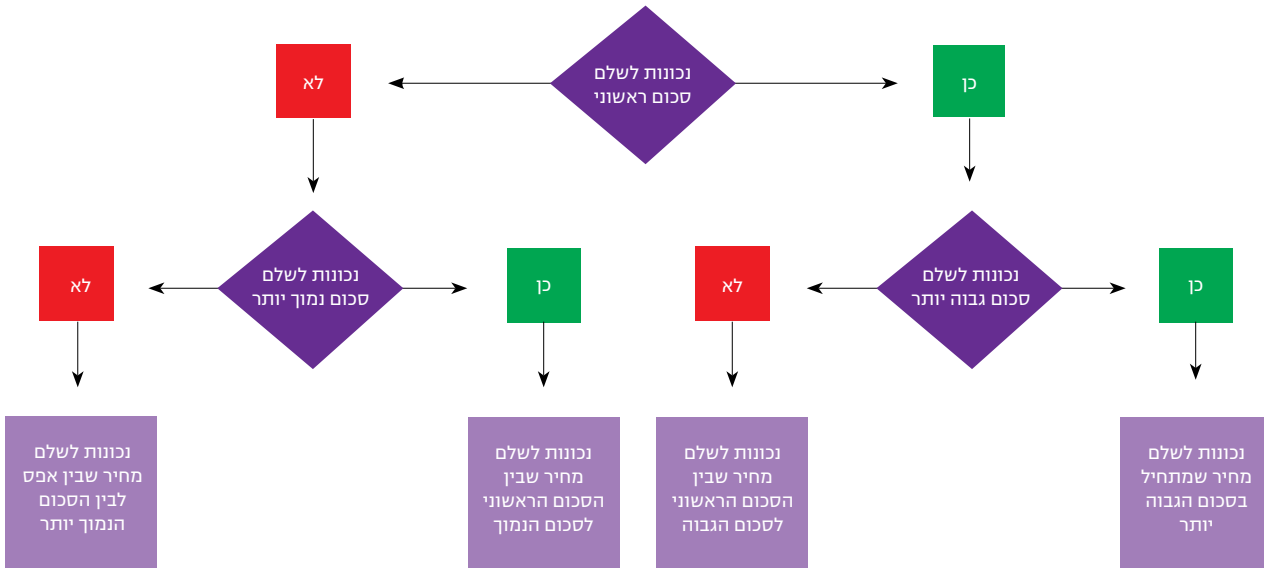 נכונות לשלם
סכום ראשוני
כן
לא
נכונות לשלם
סכום גבוה יותר
נכונות לשלם
סכום נמוך יותר
כן
לא
כן
לא
נכונות לשלם
מחיר שמתחיל
בסכום הגבוה
יותר
נכונות לשלם
מחיר שבין
הסכום הראשוני
לסכום הגבוה
נכונות לשלם
מחיר שבין
הסכום הראשוני
לסכום הנמוך
נכונות לשלם
מחיר שבין אפס
לבין הסכום
הנמוך יותר